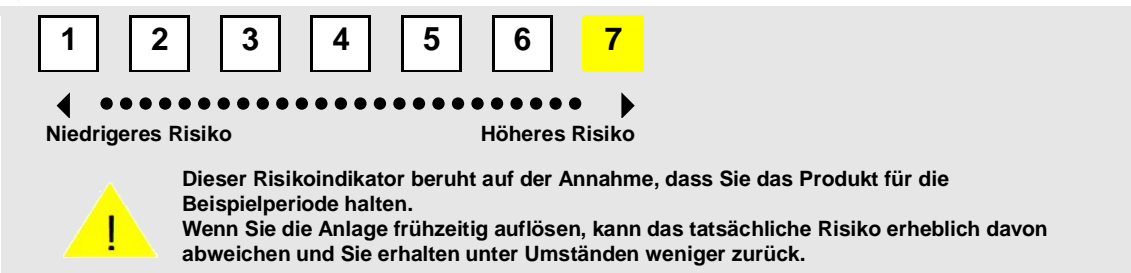 1 2 3 4 5 6 7
Niedrigeres Risiko Höheres Risiko
Dieser Risikoindikator beruht auf der Annahme, dass Sie das Produkt für die
Beispielperiode halten.
Wenn Sie die Anlage frühzeitig auflösen, kann das tatsächliche Risiko erheblich davon
abweichen und Sie erhalten unter Umständen weniger zurück.
!